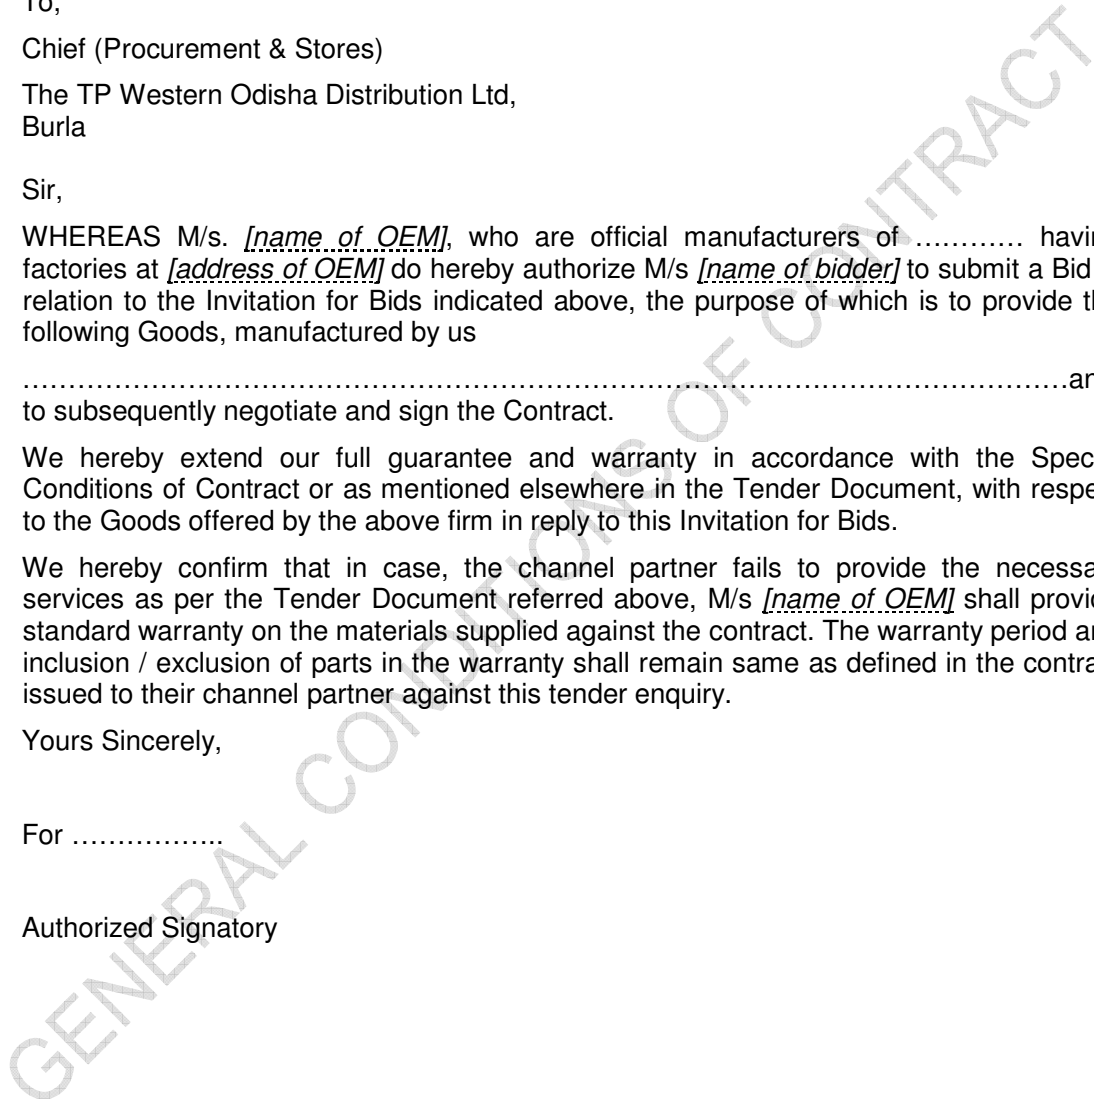 To,
Chief (Procurement & Stores)
The TP Western Odisha Distribution Ltd,
Burla
Sir,
WHEREAS M/s. [name of OEM], who are official manufacturers of ………… havin
factories at [address of OEM] do hereby authorize M/s [name of bidder] to submit a Bid
relation to the Invitation for Bids indicated above, the purpose of which is to provide th
following Goods, manufactured by us
……………………………………………………………………………………………………an
to subsequently negotiate and sign the Contract.
We hereby extend our full guarantee and warranty in accordance with the Spec
Conditions of Contract or as mentioned elsewhere in the Tender Document, with respe
to the Goods offered by the above firm in reply to this Invitation for Bids.
We hereby confirm that in case, the channel partner fails to provide the necessa
services as per the Tender Document referred above, M/s [name of OEM] shall provid
standard warranty on the materials supplied against the contract. The warranty period an
inclusion / exclusion of parts in the warranty shall remain same as defined in the contra
issued to their channel partner against this tender enquiry.
Yours Sincerely,
For ……………..
Authorized Signatory
GENERAL CONDITIONS OF CONTRACT